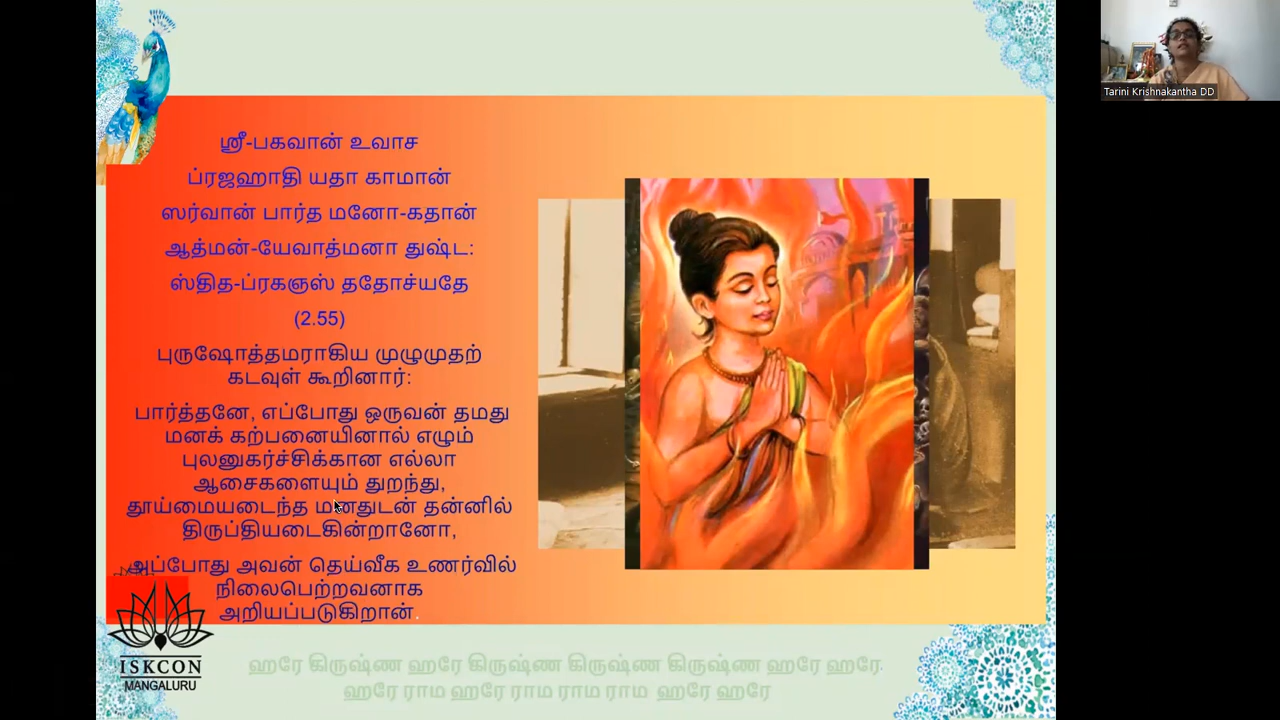 ஶ்ரீ-பகவான் உவாச
ப்ரஜஹாதி யதா காமான்
ஸர்வான் பார்த மனோ-கதான்
ஆத்மன்-யேவாத்மனா துஷ்ட:
ஸ்தித-ப்ரகஞஸ் ததோச்யதே
(2.55)
புருஷோத்தமராகிய முழுமுதற்
கடவுள் கூறினார்:
பார்த்தனே, எப்போது ஒருவன் தமது
மனக் கற்பனையினால் எழும்
புலனுகர்ச்சிக்கான எல்லா
ஆசைகளையும் துறந்து,
தூய்மையடைந்த மனதுடன் தன்னில்
திருப்தியடைகின்றானோ,
அப்போது அவன் தெய்வீக உணர்வில்
நிலைபெற்றவனாக
அறியப்படுகிறான்.
ISKCON
MANGALURU
ஹரே கிருஷ்ண ஹரே கிருஷ்ண கிருஷ்ண கிருஷ்ண ஹரே ஹரே
ஹரே ராம ஹரே ராம ராம ராம ஹரே ஹரே
Tarini Krishnakantha DD